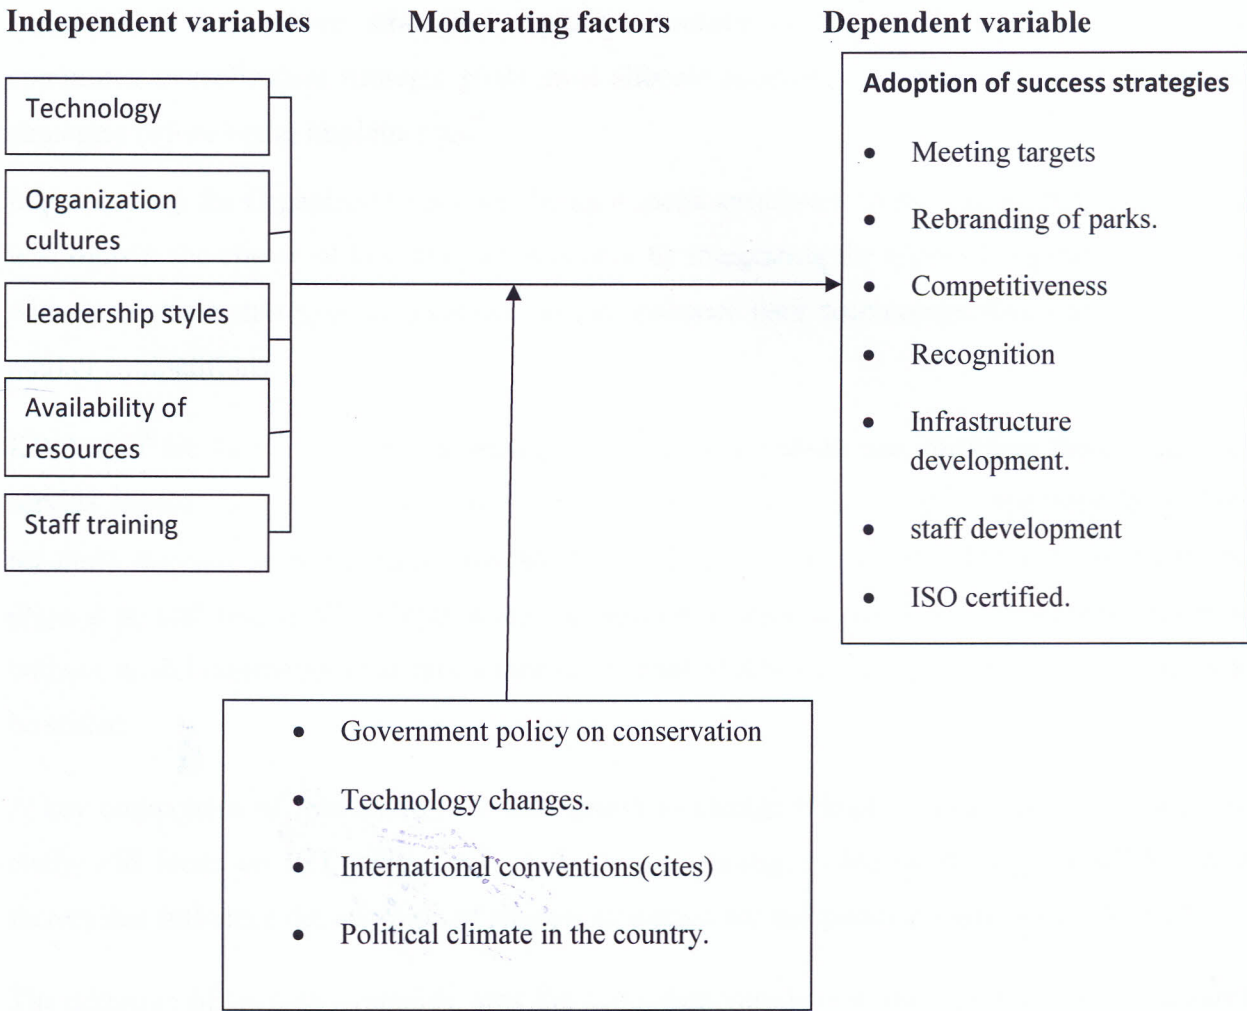 Independent variables
Moderating factors
Dependent variable
Technology
Organization
cultures
Leadership styles
Availability of
resources
Staff training
Adoption of success strategies
• Meeting targets
• Rebranding of parks.
• Competitiveness
• Recognition
• Infrastructure
development.
• staff development
• ISO certified.
• Government policy on conservation
• Technology changes.
• International conventions(cites)
• Political climate in the country.